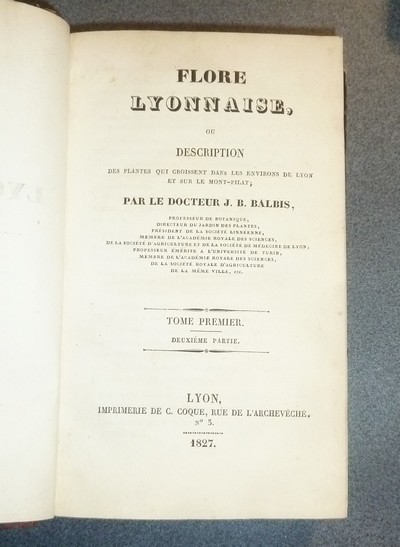 FLORE
LYONNAISE,
OU
DESCRIPTION
DES PLANTES QUI CROISSENT DANS LES ENVIRONS DE LYON
ET SUR LE MONT-PILAT;
PAR LE DOCTEUR J. B. BALBIS,
PROFESSEUR DE BOTANIQUE,
DIRECTEUR DU JARDIN DES PLANTES,
PRÉSIDENT DE LA SOCIÉTÉ LINNÉENNE,
MEMBRE DE L'ACADÉMIE ROYALE DES SCIENCES,
DE LA SOCIÉTÉ D'AGRICULTURE ET DE LA SOCIÉTÉ DE MÉDECINE DE LYON,
PROFESSEUR ÉMÉRITE A L'UNIVERSITÉ DE TURIN,
MEMBRE DE L'ACADÉMIE ROYALE DES SCIENCES,
DE LA SOCIÉTÉ ROYALE D'AGRICULTURE
DE LA MÊME VILLE, etc.
TOME PREMIER.
DEUXIÈME PARTIE.
LYON,
IMPRIMERIE DE C. COQUE, RUE DE L'ARCHEVÊCHÉ,
N° 3.
1827.